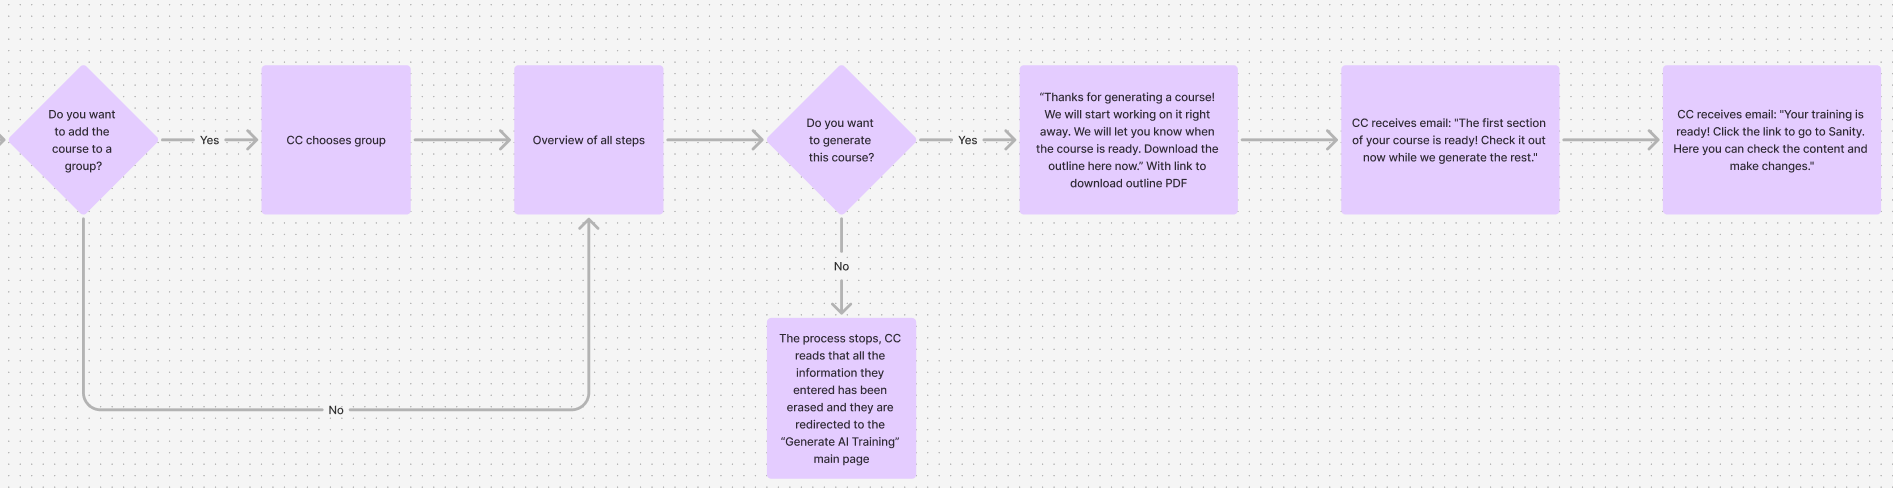 Do you want
to add the
course to a
group?
Yes
CC chooses group
Overview of all steps
Do you want
to generate
this course?
Yes
“Thanks for generating a course!
We will start working on it right
away. We will let you know when
the course is ready. Download the
outline here now.” With link to
download outline PDF
CC receives email: "The first section
of your course is ready! Check it out
now while we generate the rest."
CC receives email: "Your training is
ready! Click the link to go to Sanity.
Here you can check the content and
make changes."
No
The process stops, CC
reads that all the
information they
entered has been
erased and they are
redirected to the
“Generate AI Training”
main page
No